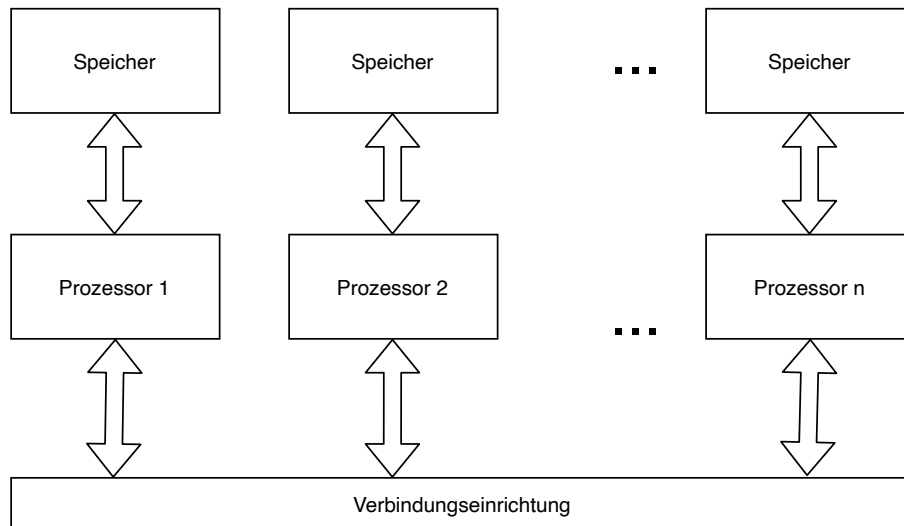 Speicher
Speicher
...
Speicher
Prozessor 1
Prozessor 2
...
Prozessor n
Verbindungseinrichtung